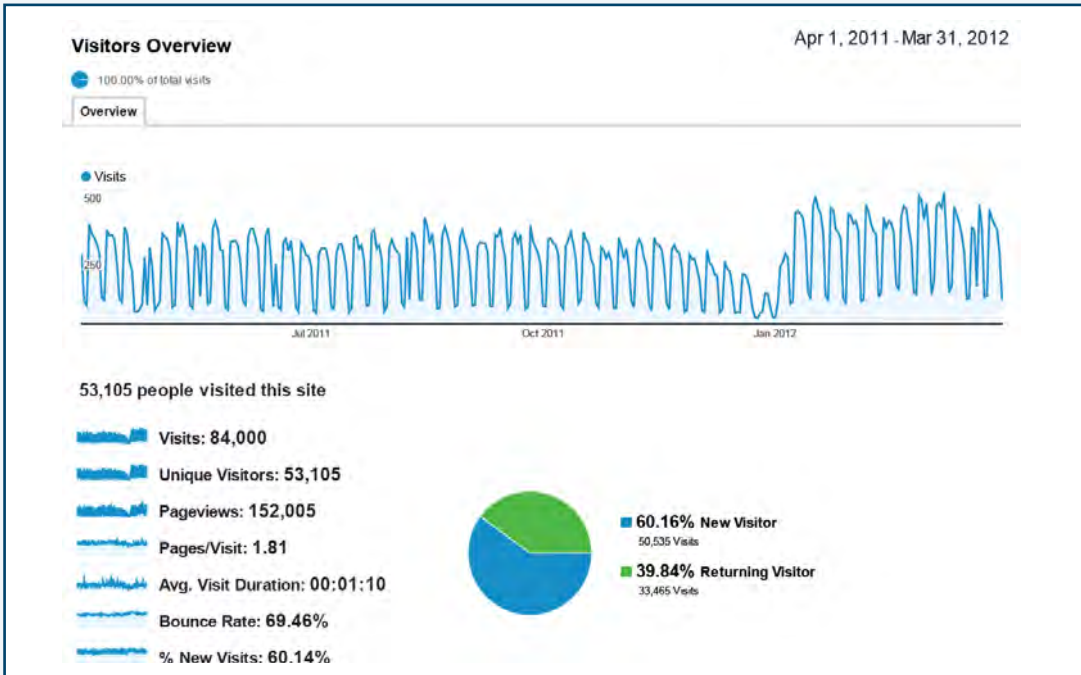 Visitors Overview
Apr 1, 2011 - Mar 31, 2012
100.00% of total visits
Overview
Visits
500
250
Jul 2011
Oct 2011
Jan 2012
53,105 people visited this site
Visits: 84,000
Unique Visitors: 53,105
Pageviews: 152,005
Pages/Visit: 1.81
Avg. Visit Duration: 00:01:10
Bounce Rate: 69.46%
% New Visits: 60.14%
60.16% New Visitor
50,535 Visits
39.84% Returning Visitor
33,465 Visits